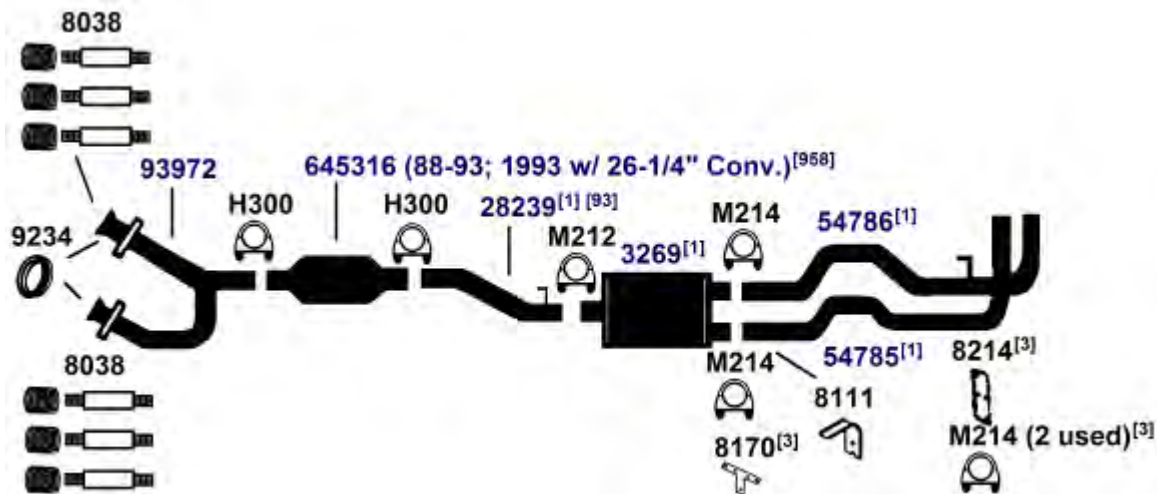 8038
93972
645316 (88-93; 1993 w/ 26-1/4" Conv.)[958]
H300
H300
28239[1] [93]
M214
54786[1]
9234
M212
3269[1]
8038
M214
54785[1]
8214[3]
8111
8170[3]
M214 (2 used)[3]